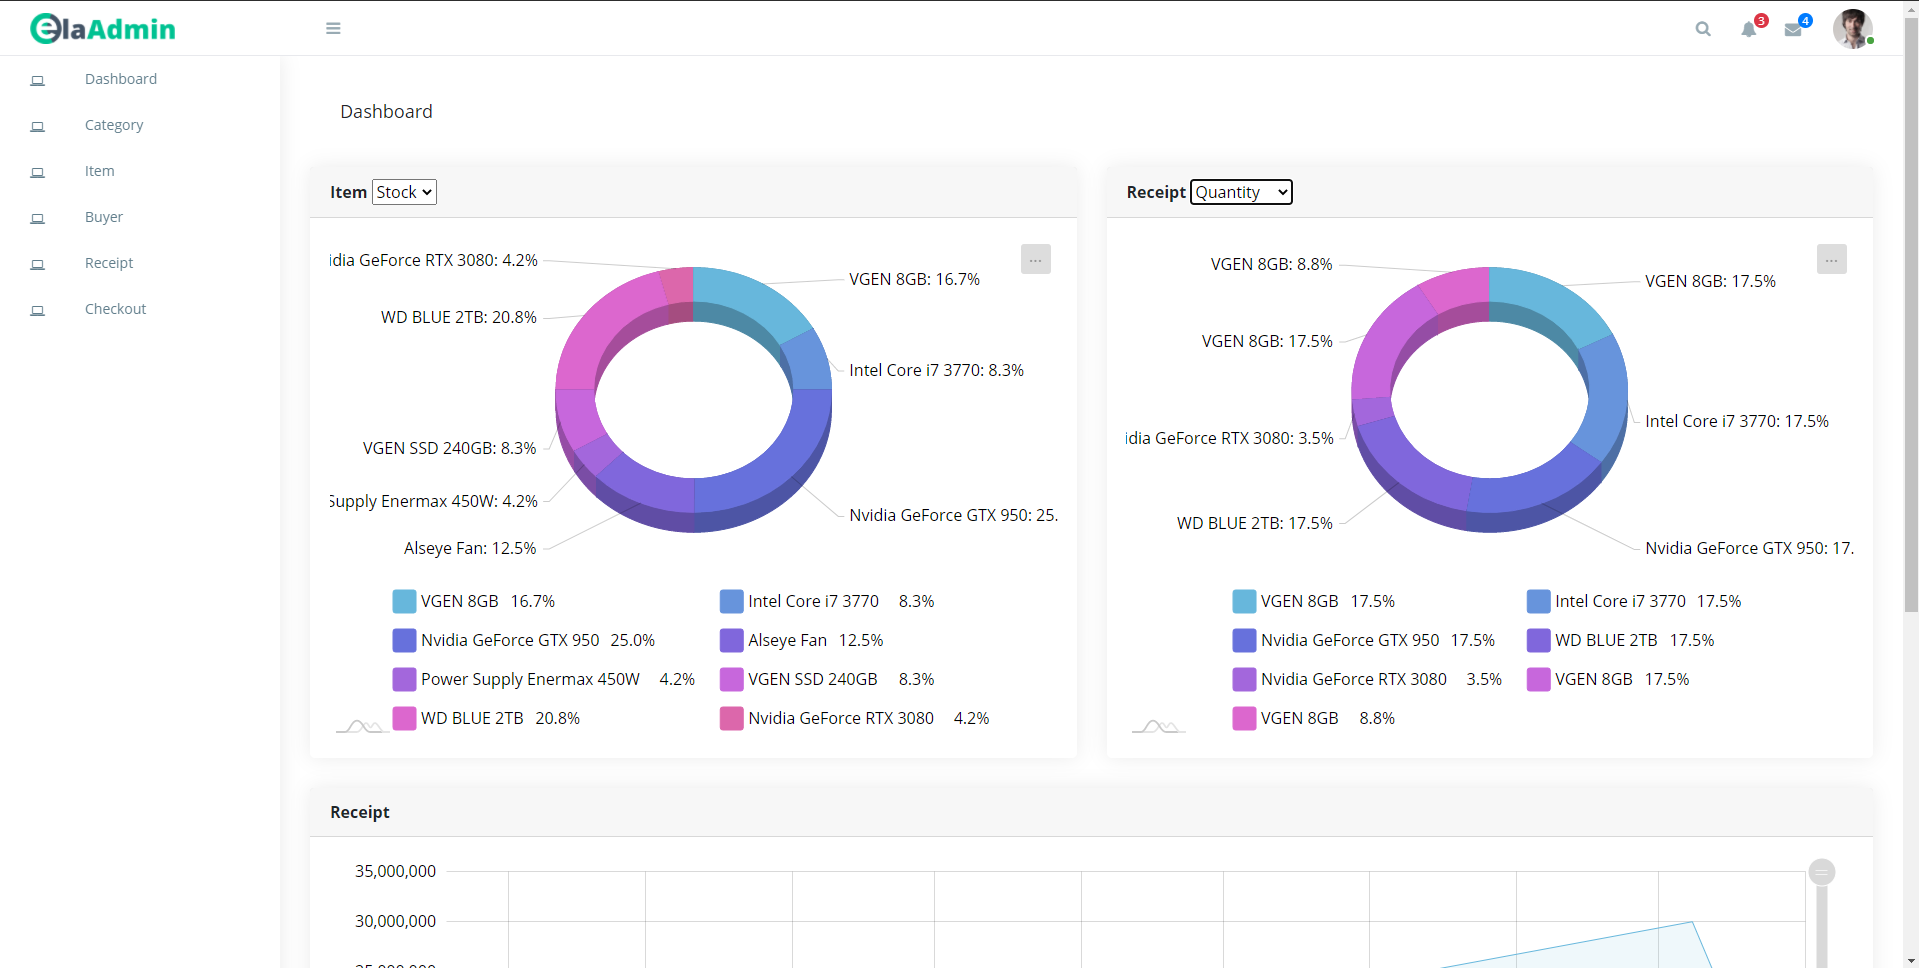 elaAdmin
3
4
Dashboard
Category
Item
Buyer
Receipt
Checkout
Dashboard
Item Stock
idia GeForce RTX 3080: 4.2%
VGEN 8GB: 16.7%
WD BLUE 2TB: 20.8%
Intel Core i7 3770: 8.3%
VGEN SSD 240GB: 8.3%
Supply Enermax 450W: 4.2%
Nvidia GeForce GTX 950: 25.
Alseye Fan: 12.5%
...
VGEN 8GB 16.7%
Intel Core i7 3770 8.3%
Nvidia GeForce GTX 950 25.0%
Alseye Fan 12.5%
Power Supply Enermax 450W 4.2%
VGEN SSD 240GB 8.3%
WD BLUE 2TB 20.8%
Nvidia GeForce RTX 3080 4.2%
Receipt Quantity
VGEN 8GB: 8.8%
VGEN 8GB: 17.5%
VGEN 8GB: 17.5%
Intel Core i7 3770: 17.5%
idia GeForce RTX 3080: 3.5%
WD BLUE 2TB: 17.5%
Nvidia GeForce GTX 950: 17.
...
VGEN 8GB 17.5%
Intel Core i7 3770 17.5%
Nvidia GeForce GTX 950 17.5%
WD BLUE 2TB 17.5%
Nvidia GeForce RTX 3080 3.5%
VGEN 8GB 17.5%
VGEN 8GB 8.8%
Receipt
35,000,000
30,000,000